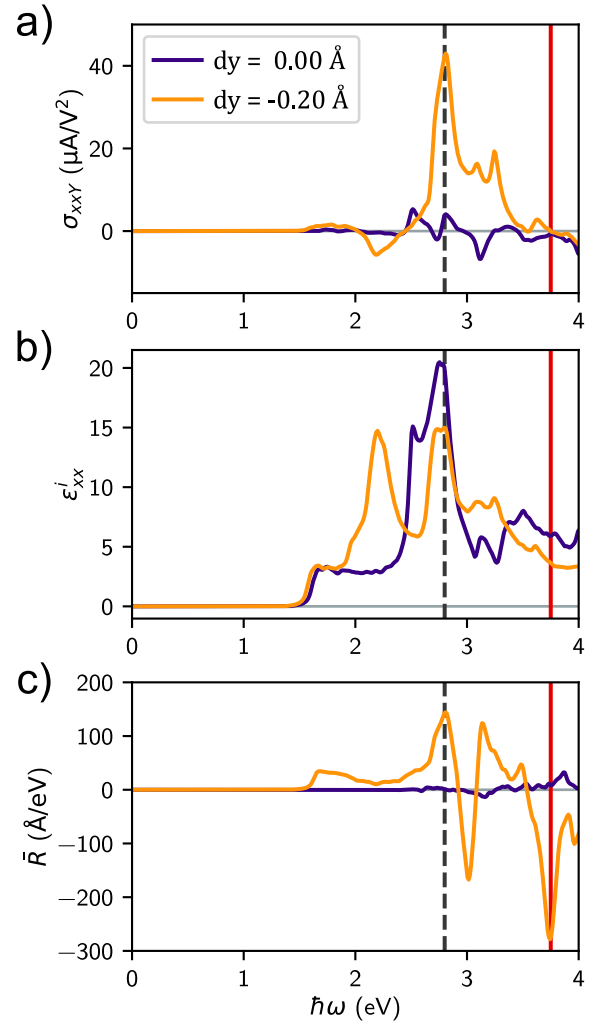 a)
σxxY (μA/V²)
40
20
0
dy = 0.00 Å
dy = -0.20 Å
0 1 2 3 4
b)
εⁱxx
20
15
10
5
0
0 1 2 3 4
c)
R̄ (Å/eV)
200
100
0
−100
−200
−300
0 1 2 3 4
ħω (eV)